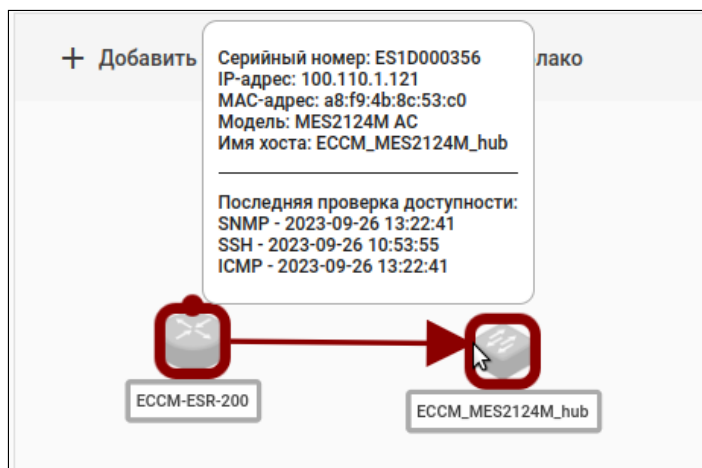 + Добавить
лако
Серийный номер: ES1D000356
IP-адрес: 100.110.1.121
MAC-адрес: a8:f9:4b:8c:53:c0
Модель: MES2124M AC
Имя хоста: ECCM_MES2124M_hub
Последняя проверка доступности:
SNMP - 2023-09-26 13:22:41
SSH - 2023-09-26 10:53:55
ICMP - 2023-09-26 13:22:41
ECCM-ESR-200
ECCM_MES2124M_hub